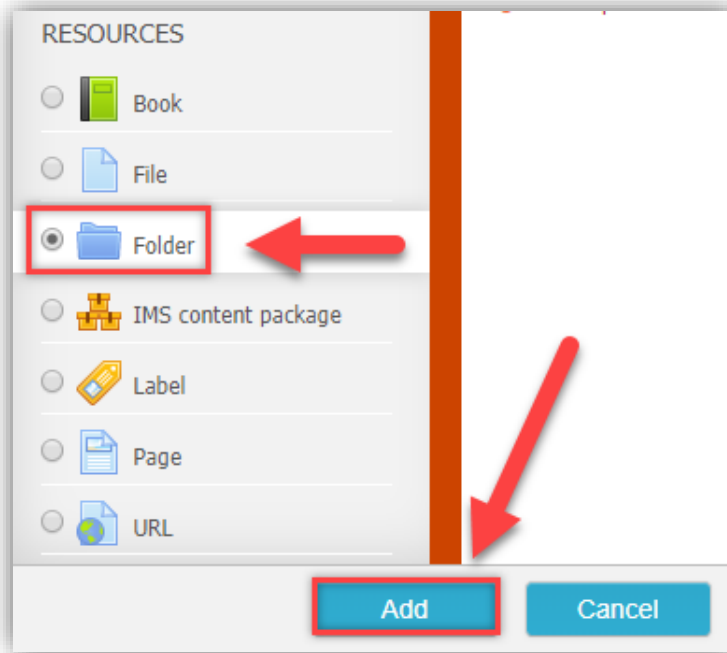 RESOURCES
Book
File
Folder
IMS content package
Label
Page
URL
Add
Cancel